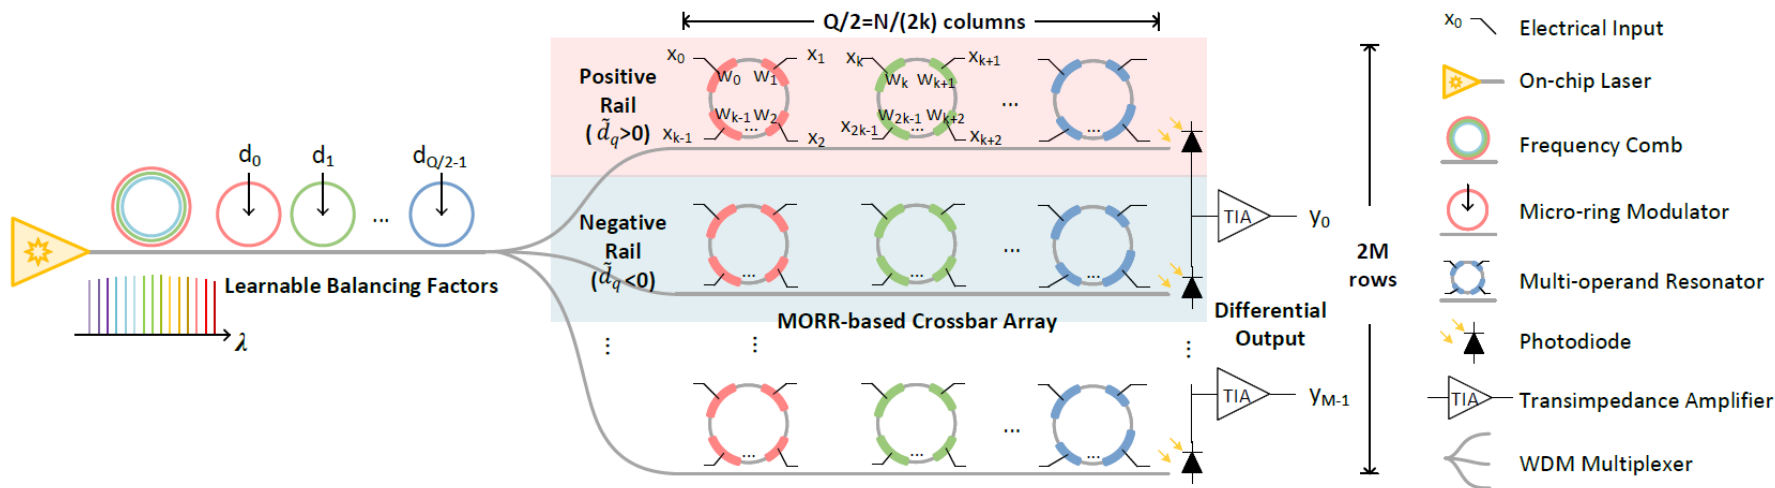 Q/2=N/(2k) columns
Positive
Rail
( d̃q>0)
x0 x1 xk xk+1
w0 w1 wk wk+1
wk-1 w2 w2k-1 wk+2
... ...
xk-1 x2 x2k-1 xk+2
...
...
d0 d1 dQ/2-1
...
Learnable Balancing Factors
λ
Negative
Rail
(d̃q<0)
... ... ...
...
MORR-based Crossbar Array
TIA y0
Differential
Output
2M
rows
⋮ ⋮ ⋮
TIA yM-1
... ... ...
...
x0 Electrical Input
On-chip Laser
Frequency Comb
Micro-ring Modulator
Multi-operand Resonator
Photodiode
TIA Transimpedance Amplifier
WDM Multiplexer